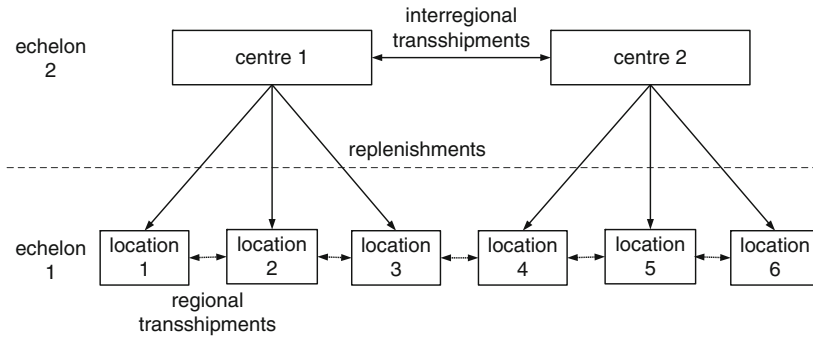 interregional
transshipments
echelon
2
centre 1
centre 2
replenishments
echelon
1
location
1
location
2
location
3
location
4
location
5
location
6
regional
transshipments